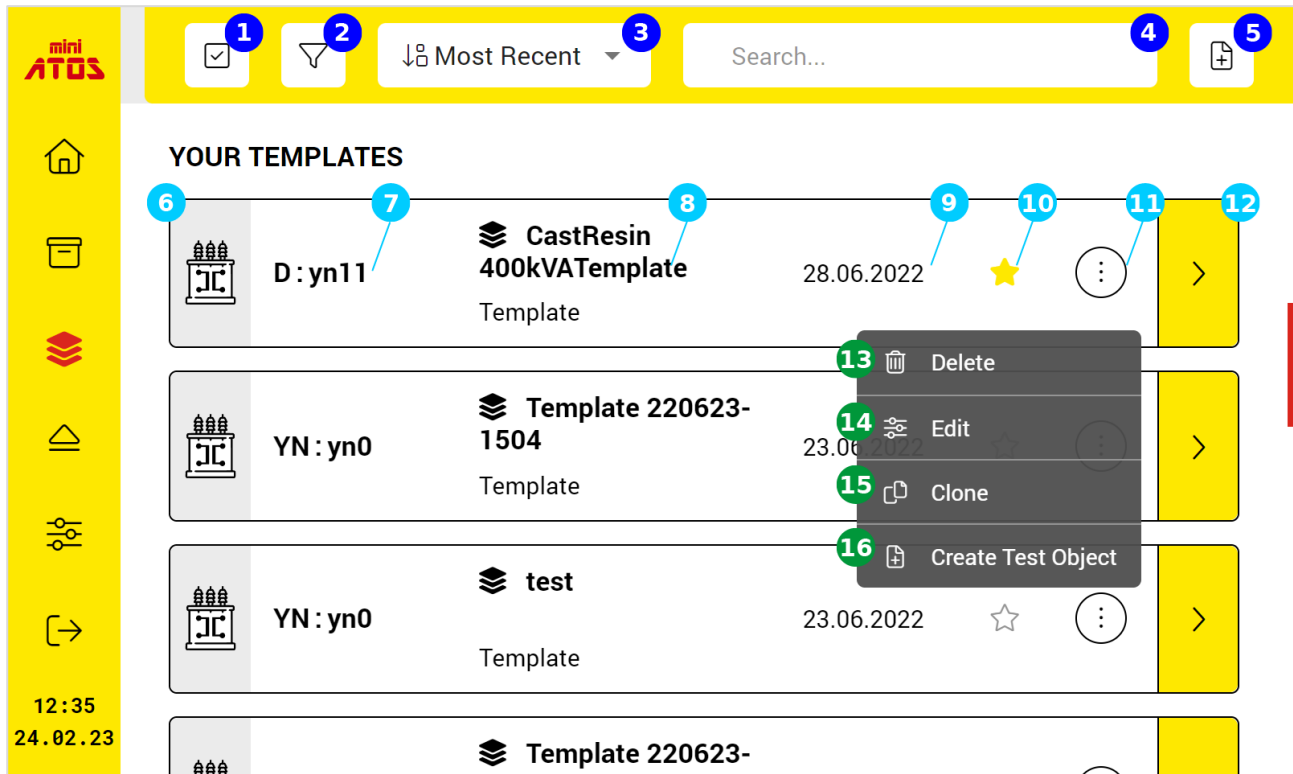 mini
ATOS
1
2
3
4
5
Most Recent
Search...
YOUR TEMPLATES
6
7
8
9
10
11
12
D : yn11
CastResin
400kVATemplate
Template
28.06.2022
13 Delete
14 Edit
15 Clone
16 Create Test Object
YN : yn0
Template 220623-
1504
Template
23.06.2022
YN : yn0
test
Template
23.06.2022
Template 220623-
12:35
24.02.23